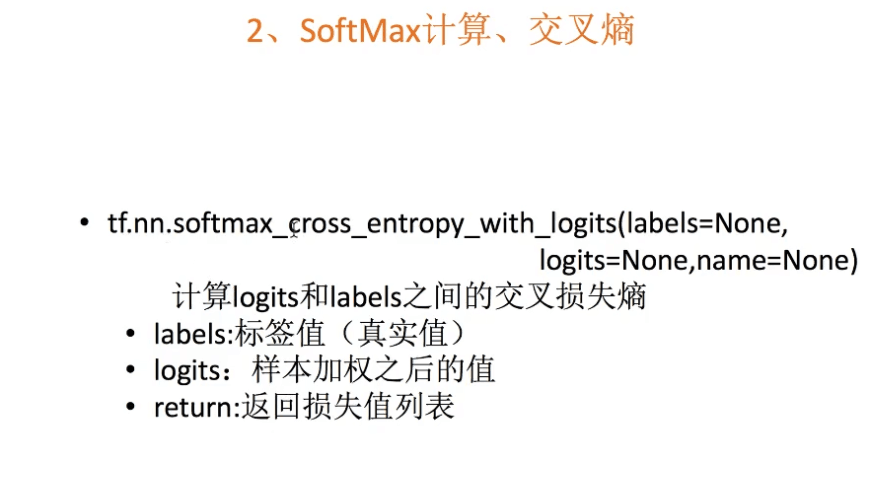 2、SoftMax计算、交叉熵
• tf.nn.softmax_cross_entropy_with_logits(labels=None,
logits=None,name=None)
计算logits和labels之间的交叉损失熵
• labels:标签值（真实值）
• logits：样本加权之后的值
• return:返回损失值列表